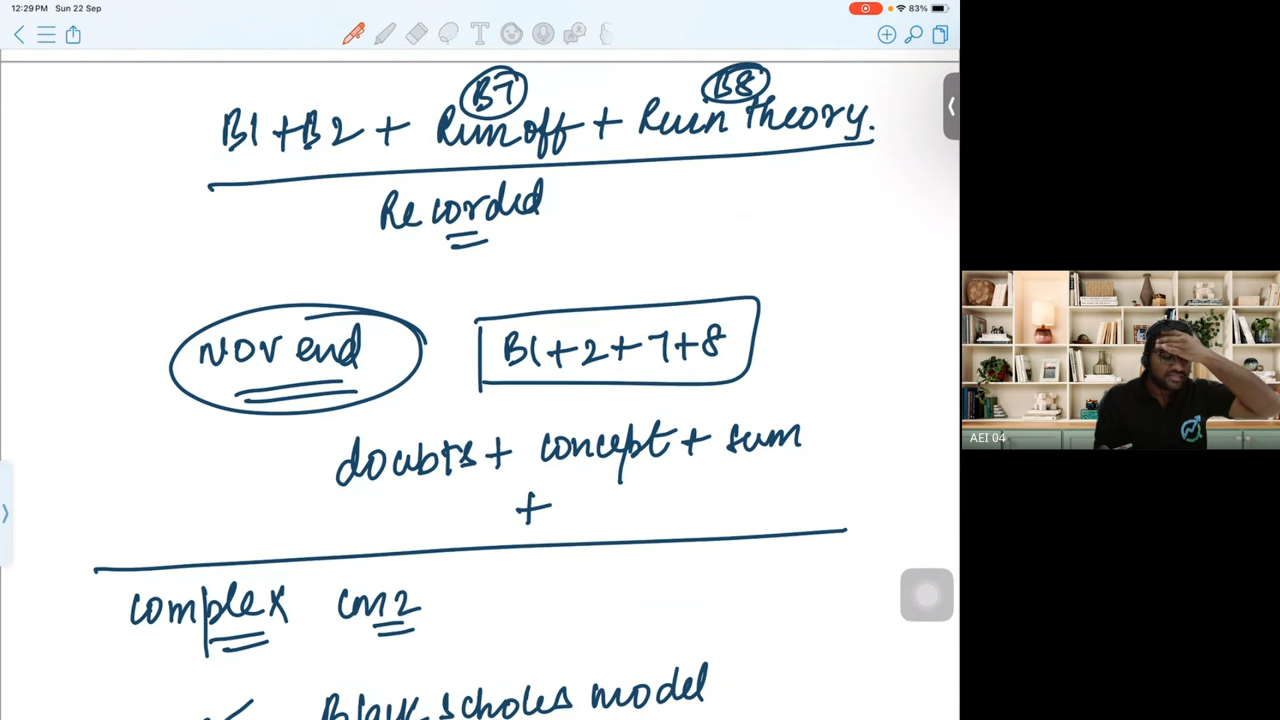 12:29 PM Sun 22 Sep
83%
B7
B8
B1+B2 + Runoff + Ruin theory.
Recorded
Nov end
B1+2+7+8
doubts + concept + sum
+
complex CM2
Black scholes model
AEI 04